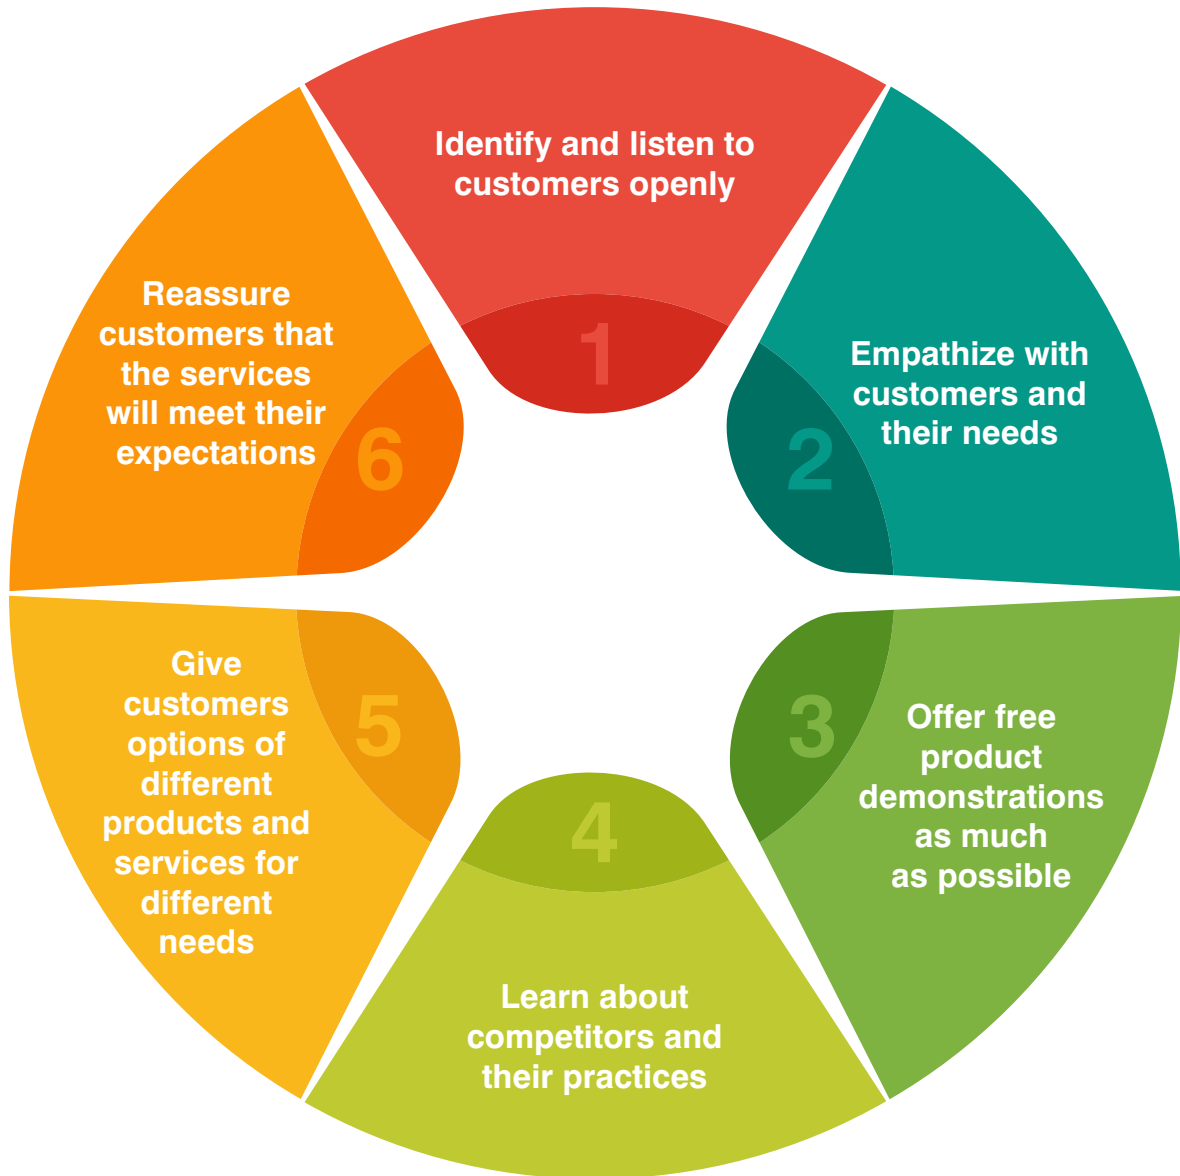 1
Identify and listen to
customers openly
2
Empathize with
customers and
their needs
3
Offer free
product
demonstrations
as much
as possible
4
Learn about
competitors and
their practices
5
Give
customers
options of
different
products and
services for
different
needs
6
Reassure
customers that
the services
will meet their
expectations